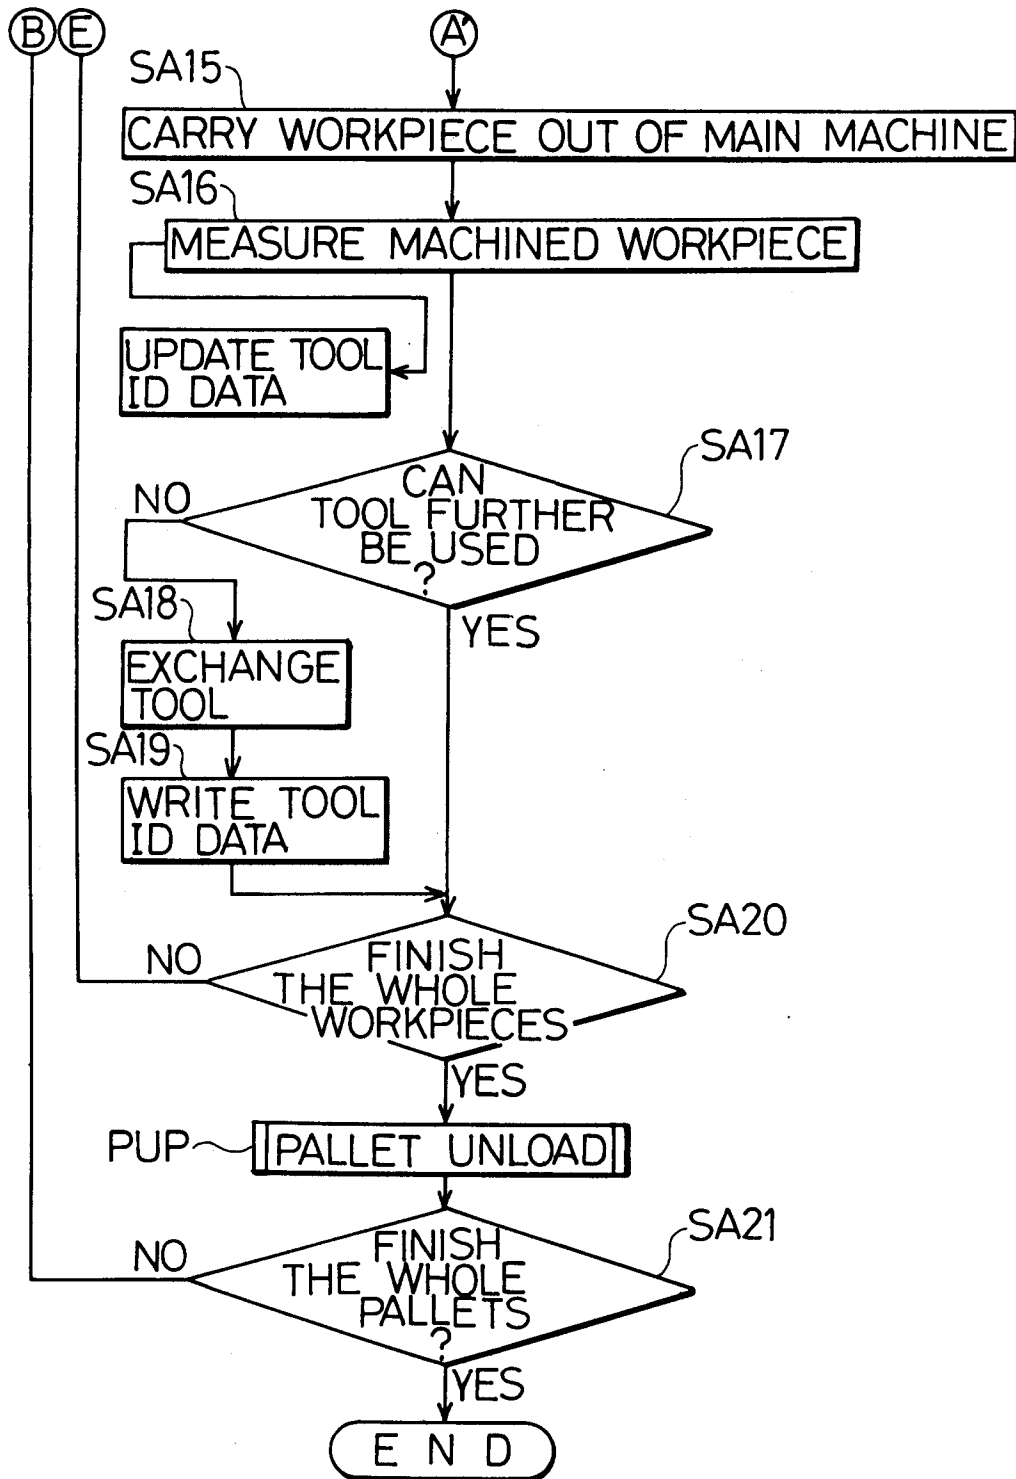 B E A'
SA15
CARRY WORKPIECE OUT OF MAIN MACHINE
SA16
MEASURE MACHINED WORKPIECE
UPDATE TOOL
ID DATA
SA17
CAN
TOOL FURTHER
BE USED
?
NO
YES
SA18
EXCHANGE
TOOL
SA19
WRITE TOOL
ID DATA
SA20
FINISH
THE WHOLE
WORKPIECES
NO
YES
PUP
PALLET UNLOAD
SA21
FINISH
THE WHOLE
PALLETS
?
NO
YES
END